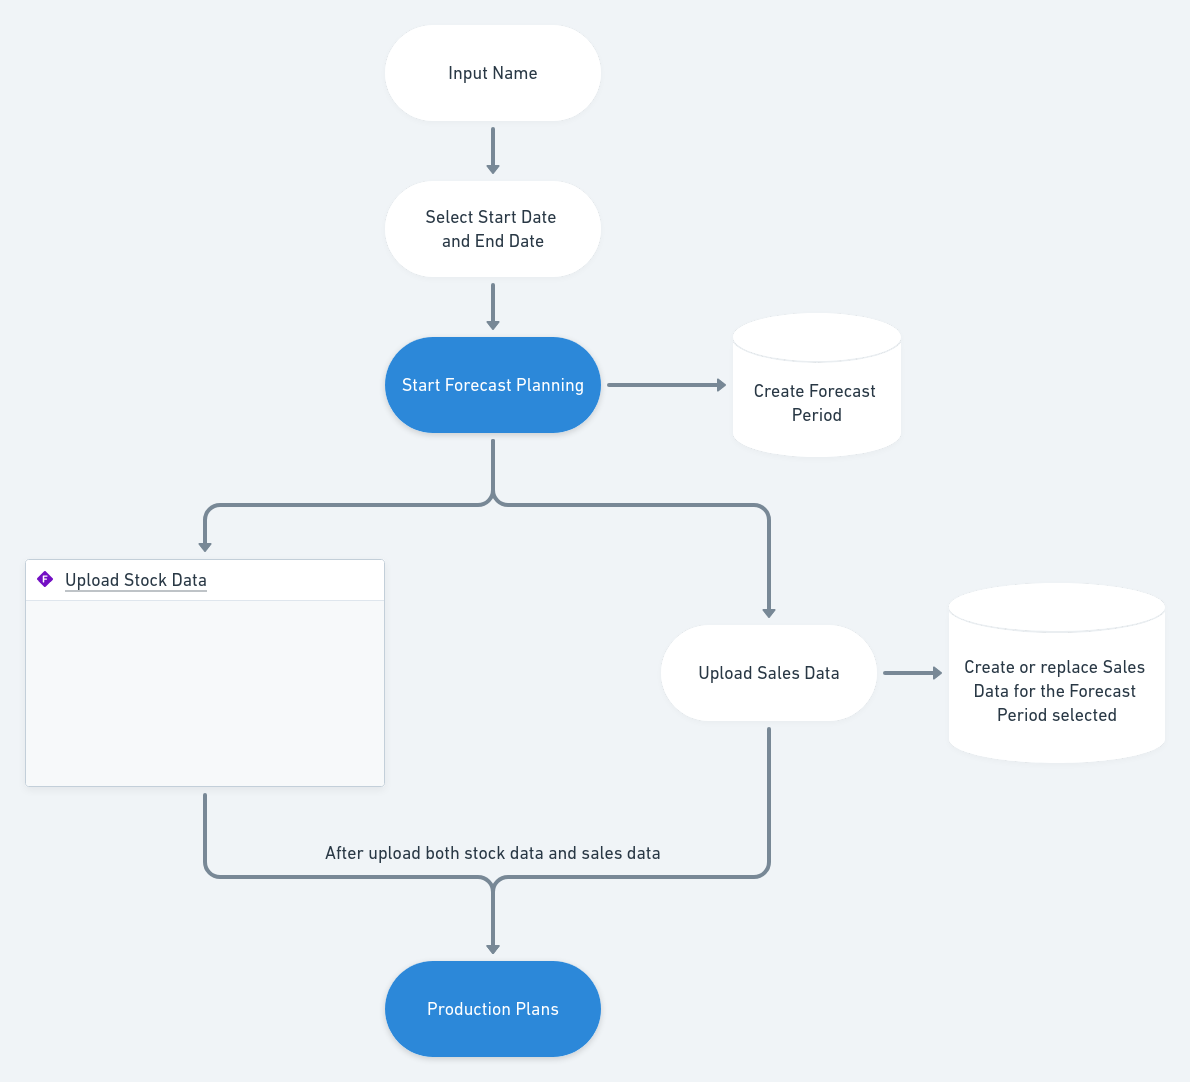 Input Name
Select Start Date
and End Date
Start Forecast Planning
Create Forecast
Period
F
Upload Stock Data
Upload Sales Data
Create or replace Sales
Data for the Forecast
Period selected
After upload both stock data and sales data
Production Plans